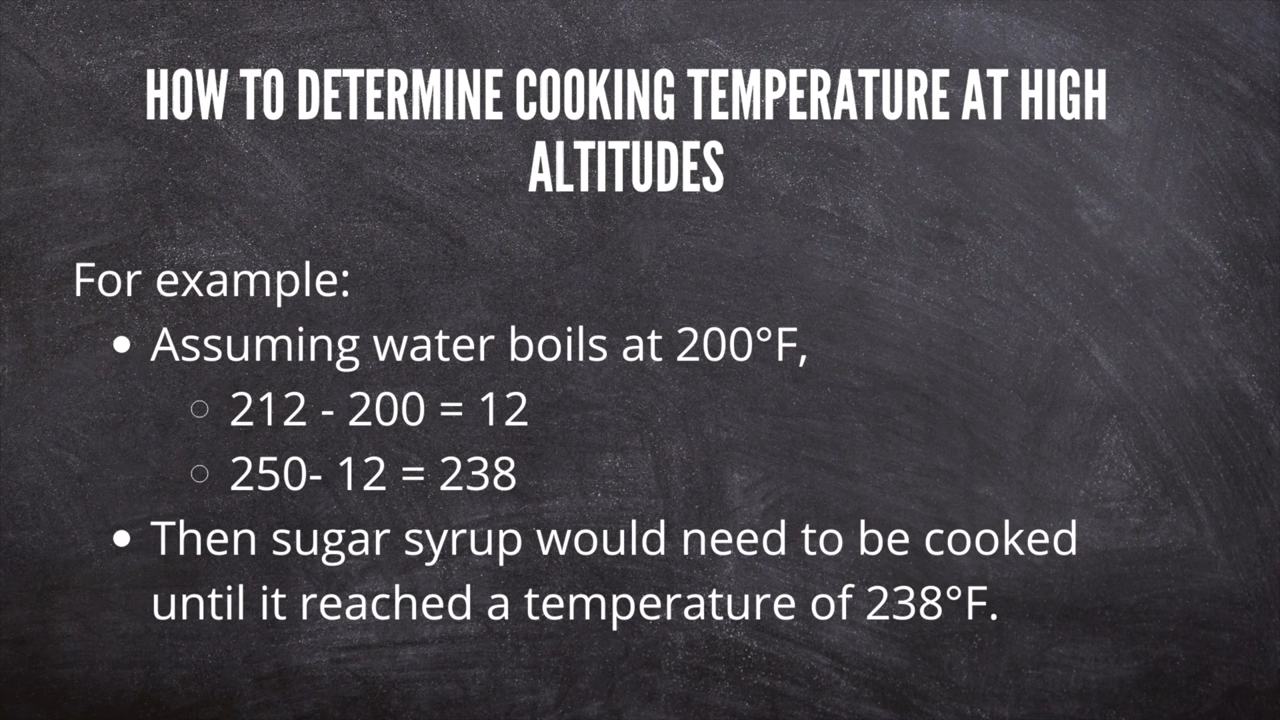 HOW TO DETERMINE COOKING TEMPERATURE AT HIGH
ALTITUDES
For example:
• Assuming water boils at 200°F,
○ 212 - 200 = 12
○ 250- 12 = 238
• Then sugar syrup would need to be cooked
until it reached a temperature of 238°F.